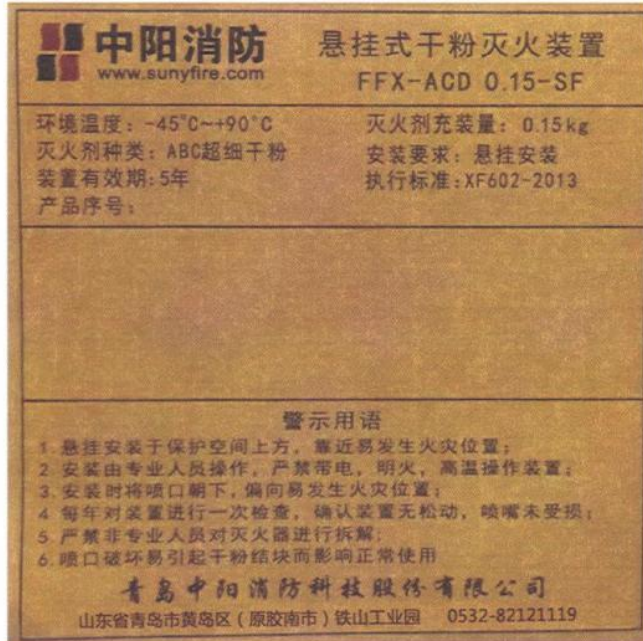 中阳消防
www.sunyfire.com
悬挂式干粉灭火装置
FFX-ACD 0.15-SF
环境温度：-45℃~+90℃
灭火剂充装量：0.15kg
灭火剂种类：ABC超细干粉
安装要求：悬挂安装
装置有效期：5年
执行标准：XF602-2013
产品序号：
警示用语
1.悬挂安装于保护空间上方，靠近易发生火灾位置；
2 安装由专业人员操作，严禁带电，明火，高温操作装置；
3.安装时将喷口朝下，偏向易发生火灾位置；
4 每年对装置进行一次检查，确认装置无松动，喷嘴未受损；
5 严禁非专业人员对灭火器进行拆解；
6.喷口破坏易引起干粉结块而影响正常使用
青岛中阳消防科技股份有限公司
山东省青岛市黄岛区（原胶南市）铁山工业园 0532-82121119